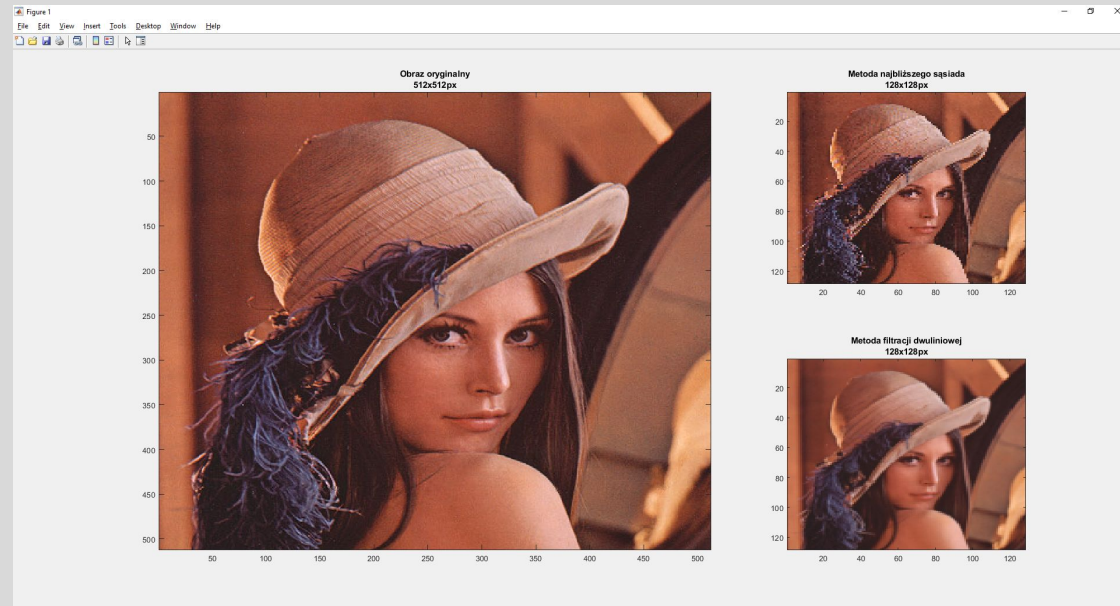 Figure 1
File Edit View Insert Tools Desktop Window Help
Obraz oryginalny
512x512px
50
100
150
200
250
300
350
400
450
500
50 100 150 200 250 300 350 400 450 500
Metoda najbliższego sąsiada
128x128px
20
40
60
80
100
120
20 40 60 80 100 120
Metoda filtracji dwuliniowej
128x128px
20
40
60
80
100
120
20 40 60 80 100 120